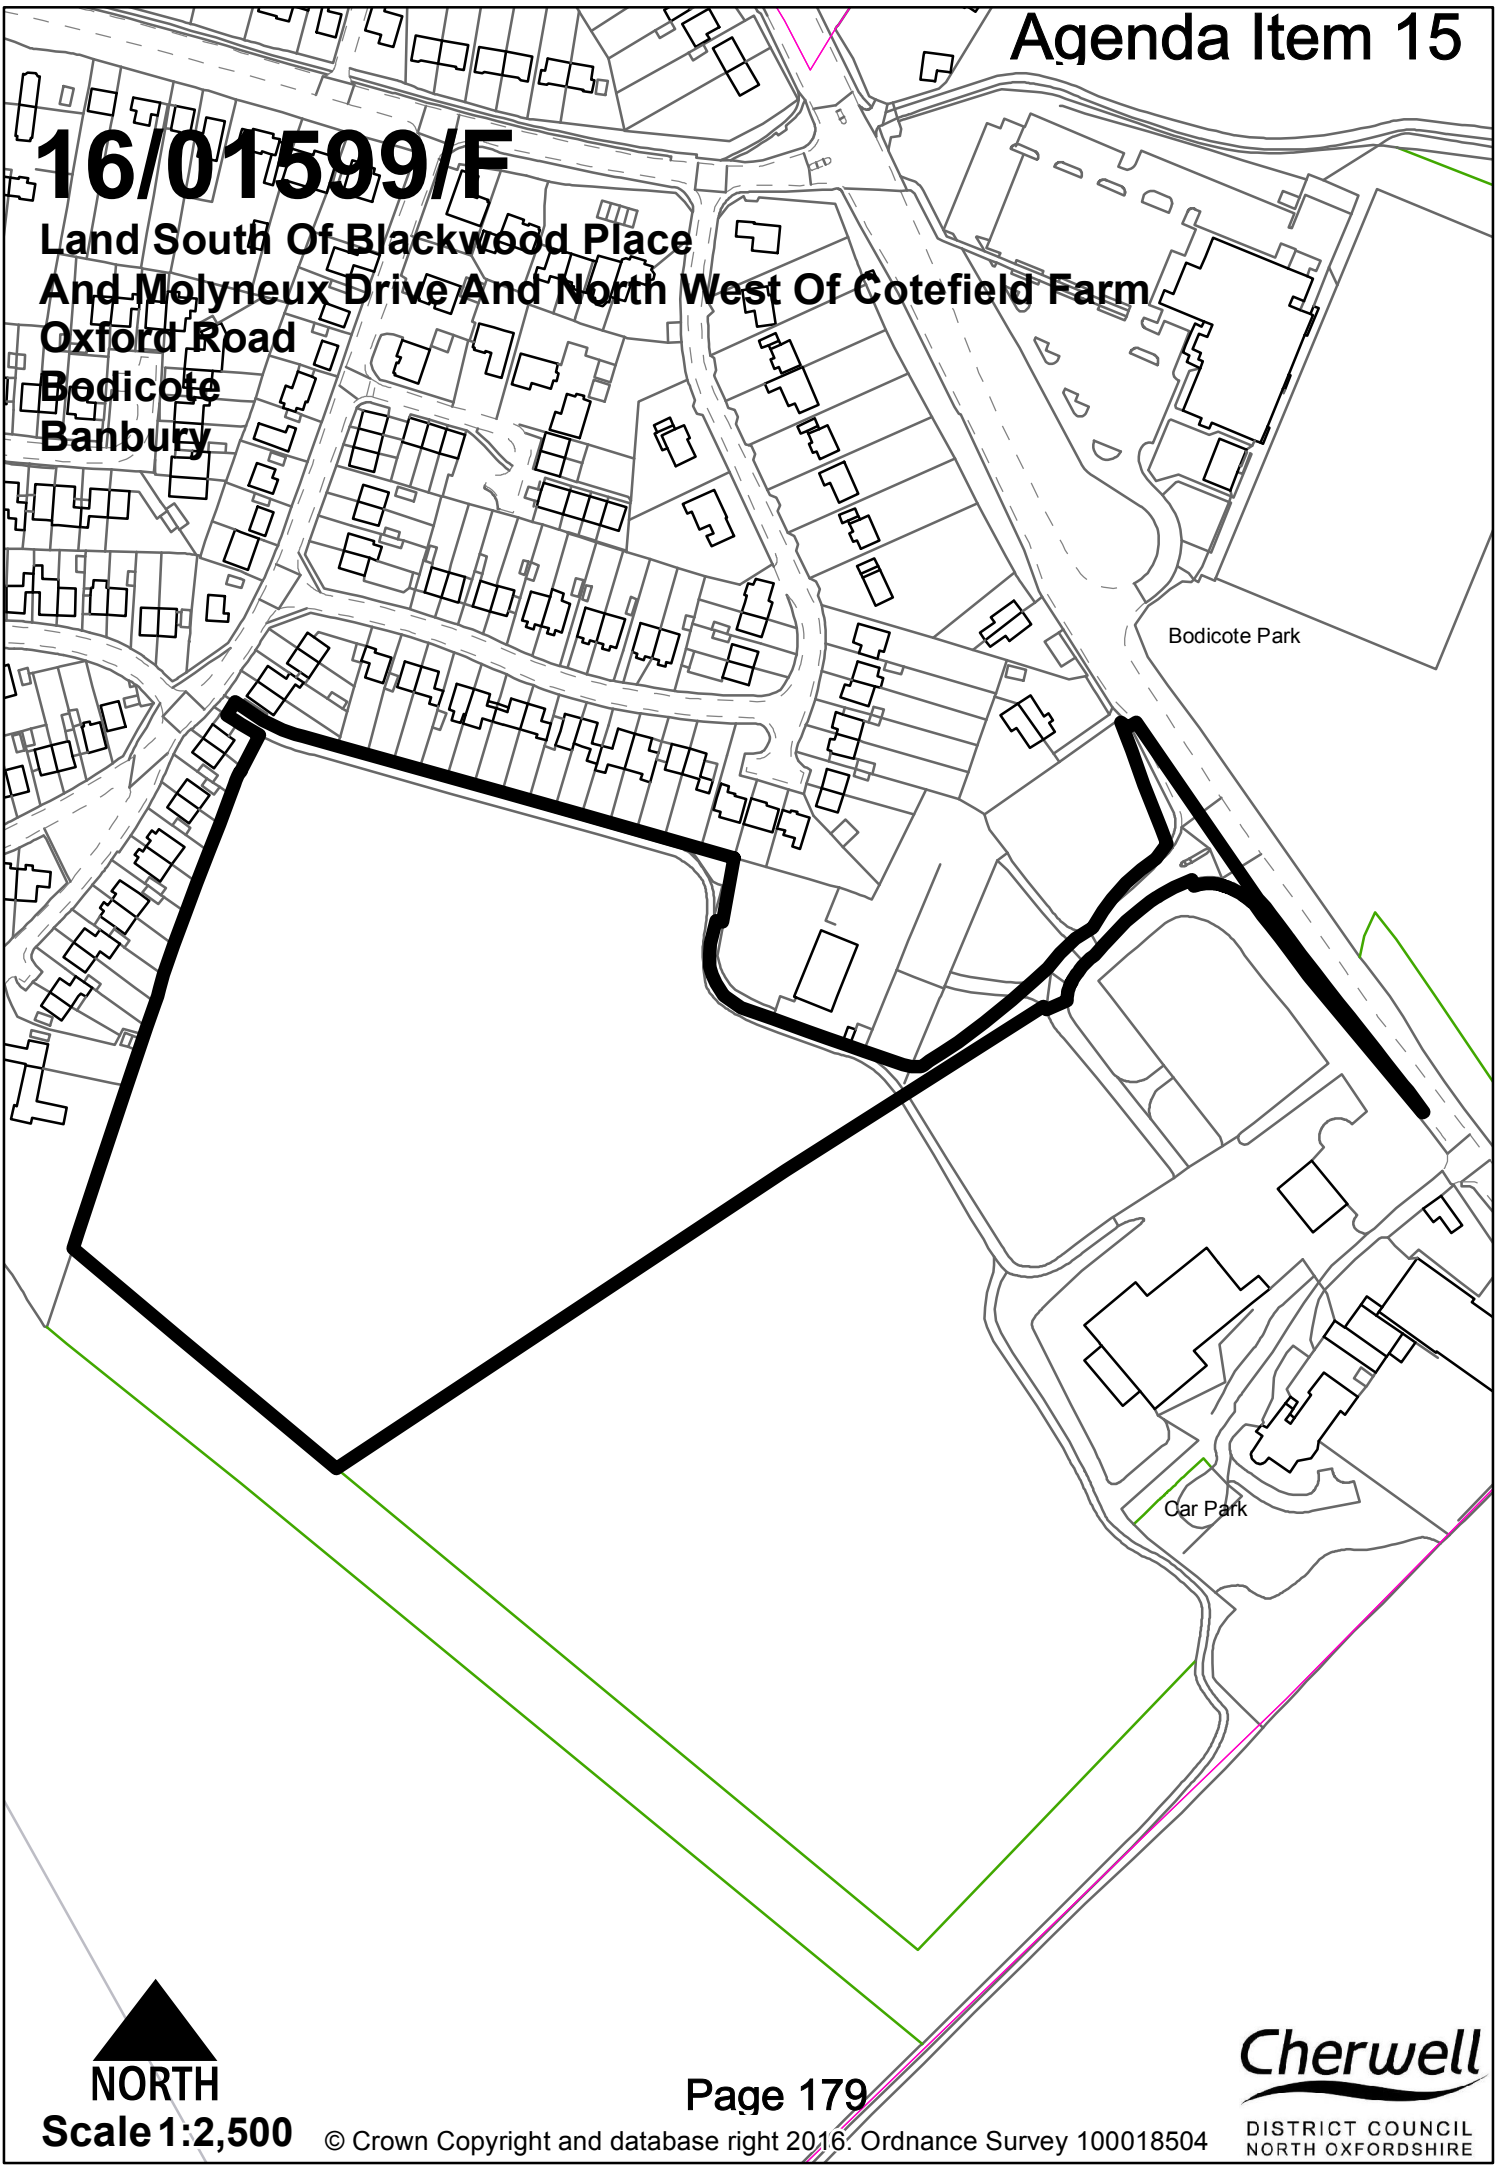 Agenda Item 15
16/01599/F
Land South Of Blackwood Place
And Molyneux Drive And North West Of Cotefield Farm
Oxford Road
Bodicote
Banbury
Bodicote Park
Car Park
NORTH
Scale 1:2,500
Page 179
© Crown Copyright and database right 2016. Ordnance Survey 100018504
Cherwell
DISTRICT COUNCIL
NORTH OXFORDSHIRE